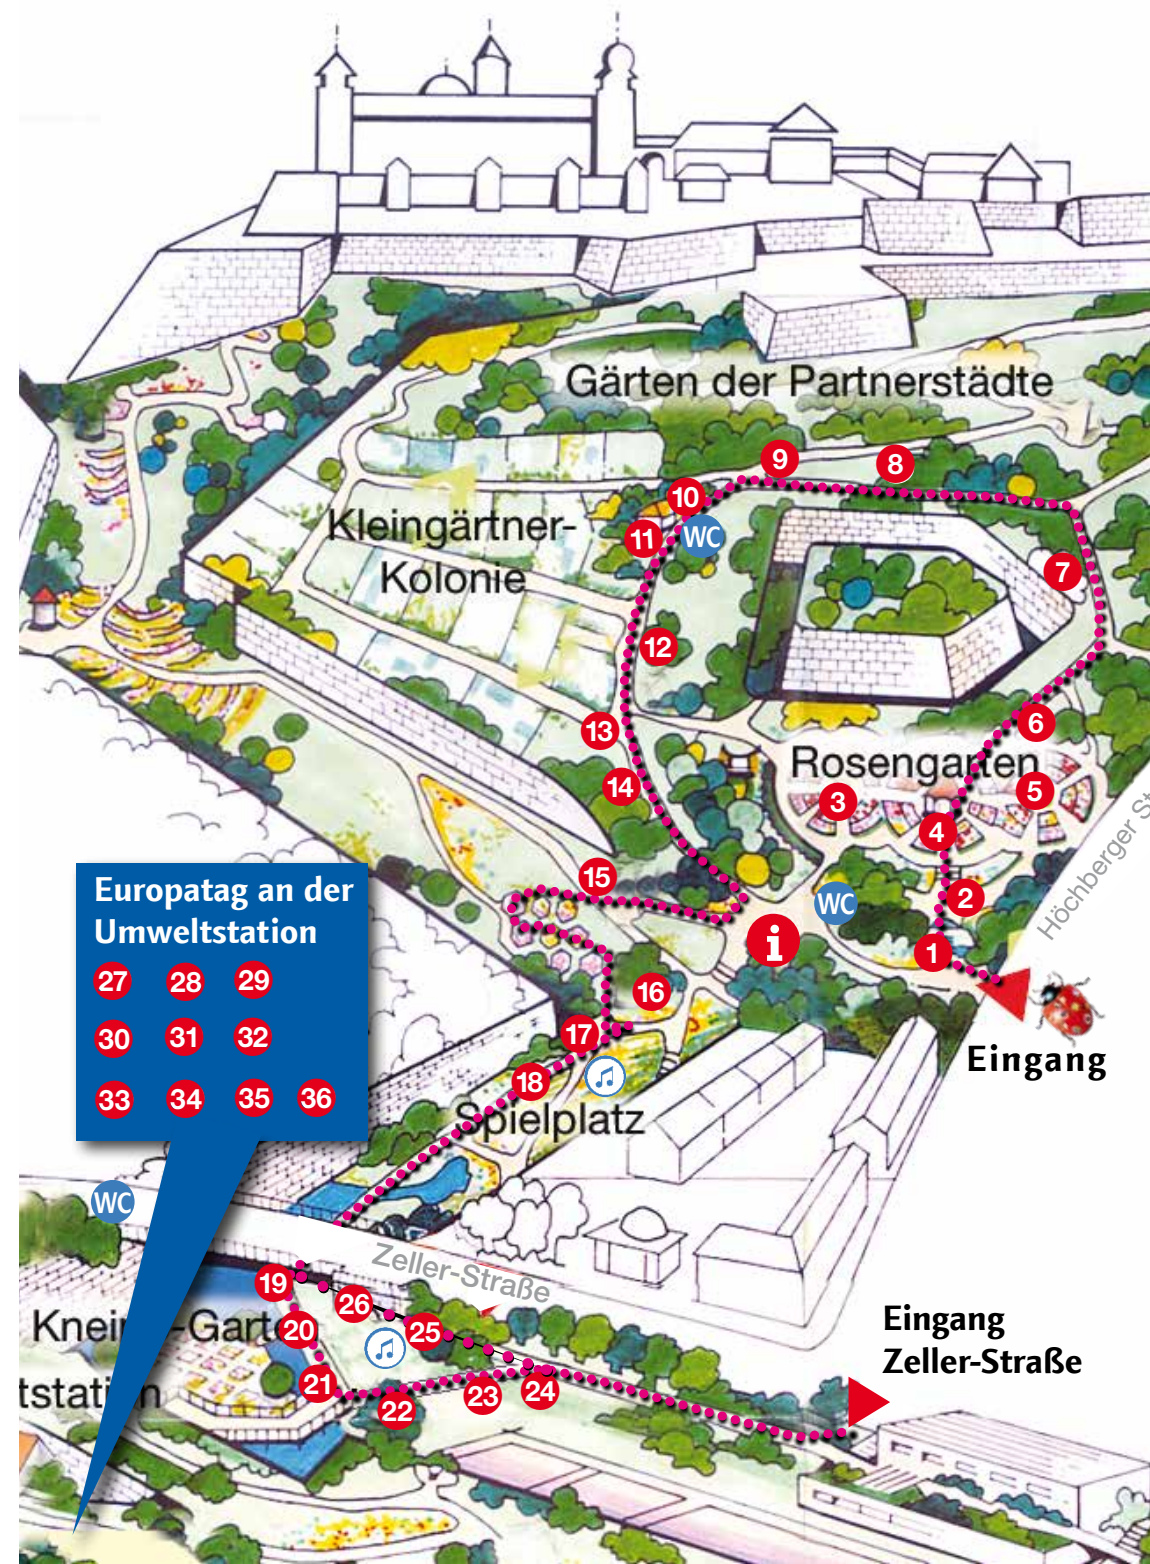 Gärten der Partnerstädte
9
8
10
WC
11
Kleingärtner-
Kolonie
7
12
6
13
Rosengarten
14
3
5
4
Höchberger St
15
WC
2
1
i
Europatag an der
Umweltstation
27 28 29
30 31 32
33 34 35 36
16
17
18
Eingang
Spielplatz
WC
Zeller-Straße
19
26
20
25
21
22
23
24
Eingang
Zeller-Straße
tstation